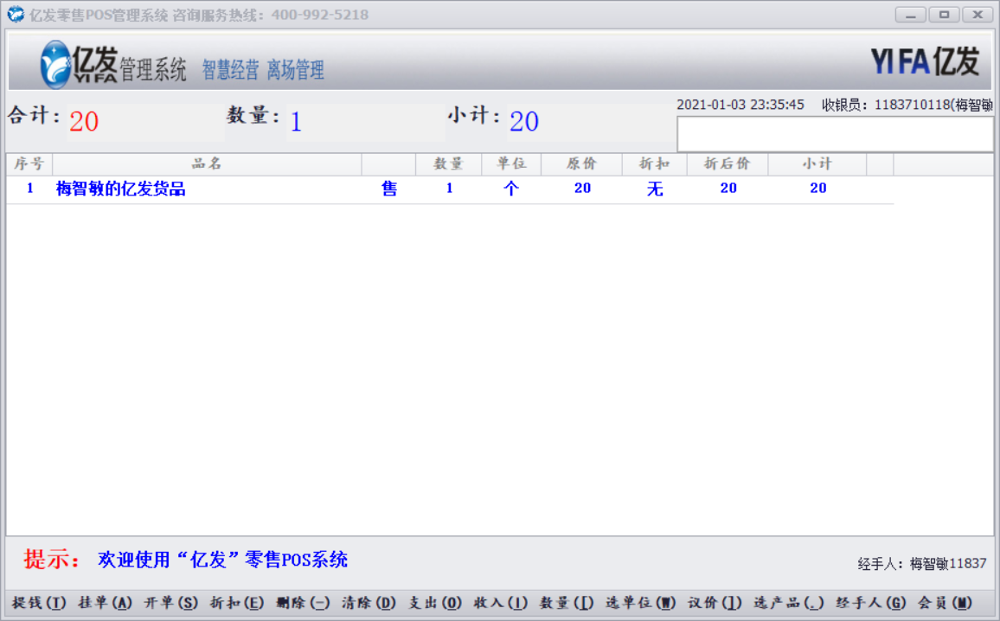 亿发零售POS管理系统 咨询服务热线：400-992-5218
亿发 YIFA 管理系统 智慧经营 离场管理 YIFA亿发
合计：20 数量：1 小计：20
2021-01-03 23:35:45 收银员：1183710118(梅智敏
序号 品名 数量 单位 原价 折扣 折后价 小计
1 梅智敏的亿发货品 售 1 个 20 无 20 20
提示： 欢迎使用“亿发”零售POS系统
经手人：梅智敏11837
提钱(T) 挂单(A) 开单(S) 折扣(E) 删除(-) 清除(D) 支出(O) 收入(I) 数量([) 选单位(W) 议价(]) 选产品(.) 经手人(G) 会员(M)